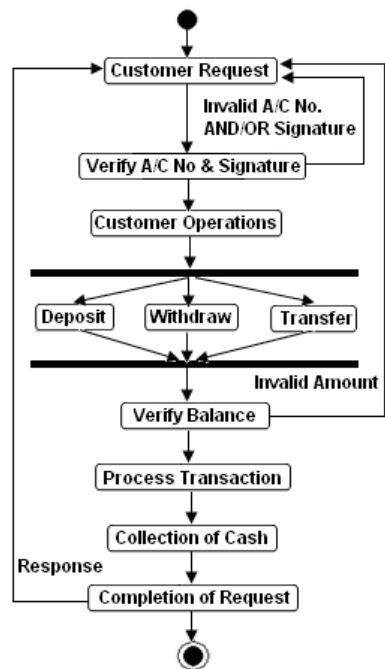 Customer Request
Invalid A/C No.
AND/OR Signature
Verify A/C No & Signature
Customer Operations
Deposit
Withdraw
Transfer
Invalid Amount
Verify Balance
Process Transaction
Collection of Cash
Response
Completion of Request